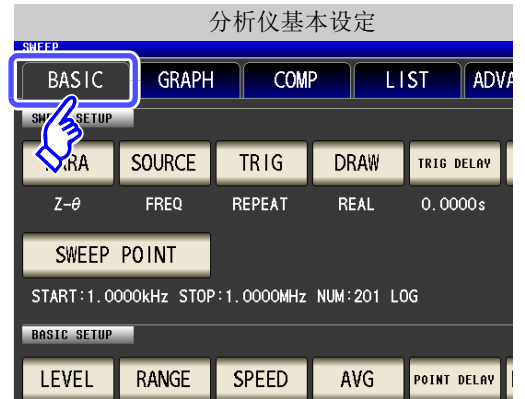 分析仪基本设定
SWEEP
BASIC GRAPH COMP LIST
SWEEP SETUP
SOURCE TRIG DRAW TRIG DELAY
Z-θ FREQ REPEAT REAL 0.0000s
SWEEP POINT
START:1.0000kHz STOP:1.0000MHz NUM:201 LOG
BASIC SETUP
LEVEL RANGE SPEED AVG POINT DELAY